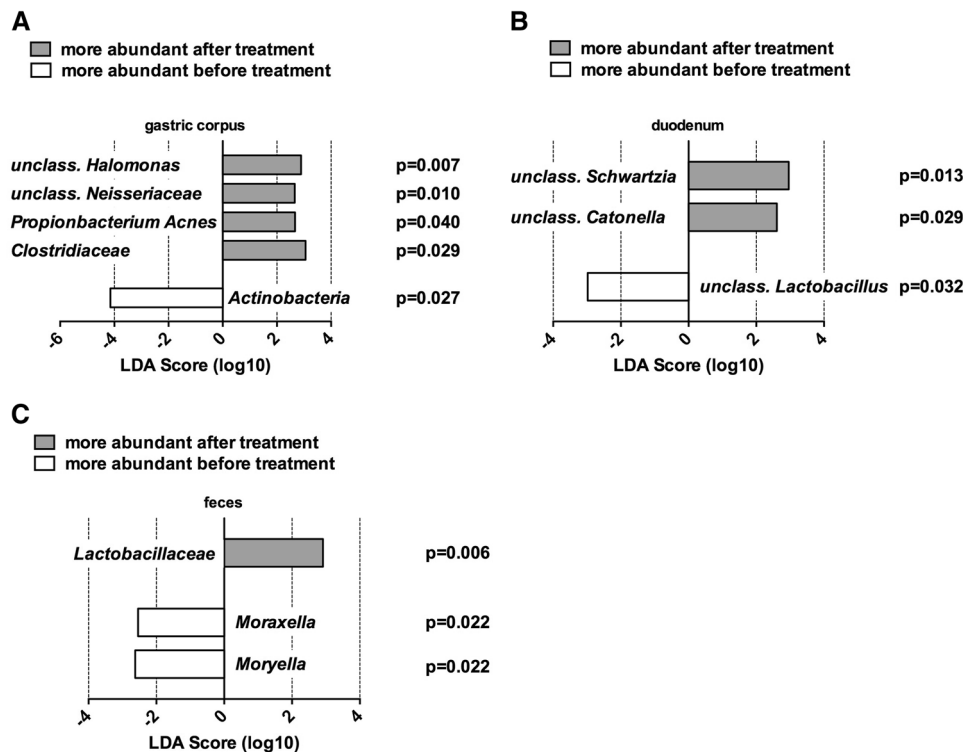 A
more abundant after treatment
more abundant before treatment
gastric corpus
unclass. Halomonas p=0.007
unclass. Neisseriaceae p=0.010
Propionbacterium Acnes p=0.040
Clostridiaceae p=0.029
Actinobacteria p=0.027
-6 -4 -2 0 2 4
LDA Score (log10)
B
more abundant after treatment
more abundant before treatment
duodenum
unclass. Schwartzia p=0.013
unclass. Catonella p=0.029
unclass. Lactobacillus p=0.032
-4 -2 0 2 4
LDA Score (log10)
C
more abundant after treatment
more abundant before treatment
feces
Lactobacillaceae p=0.006
Moraxella p=0.022
Moryella p=0.022
-4 -2 0 2 4
LDA Score (log10)